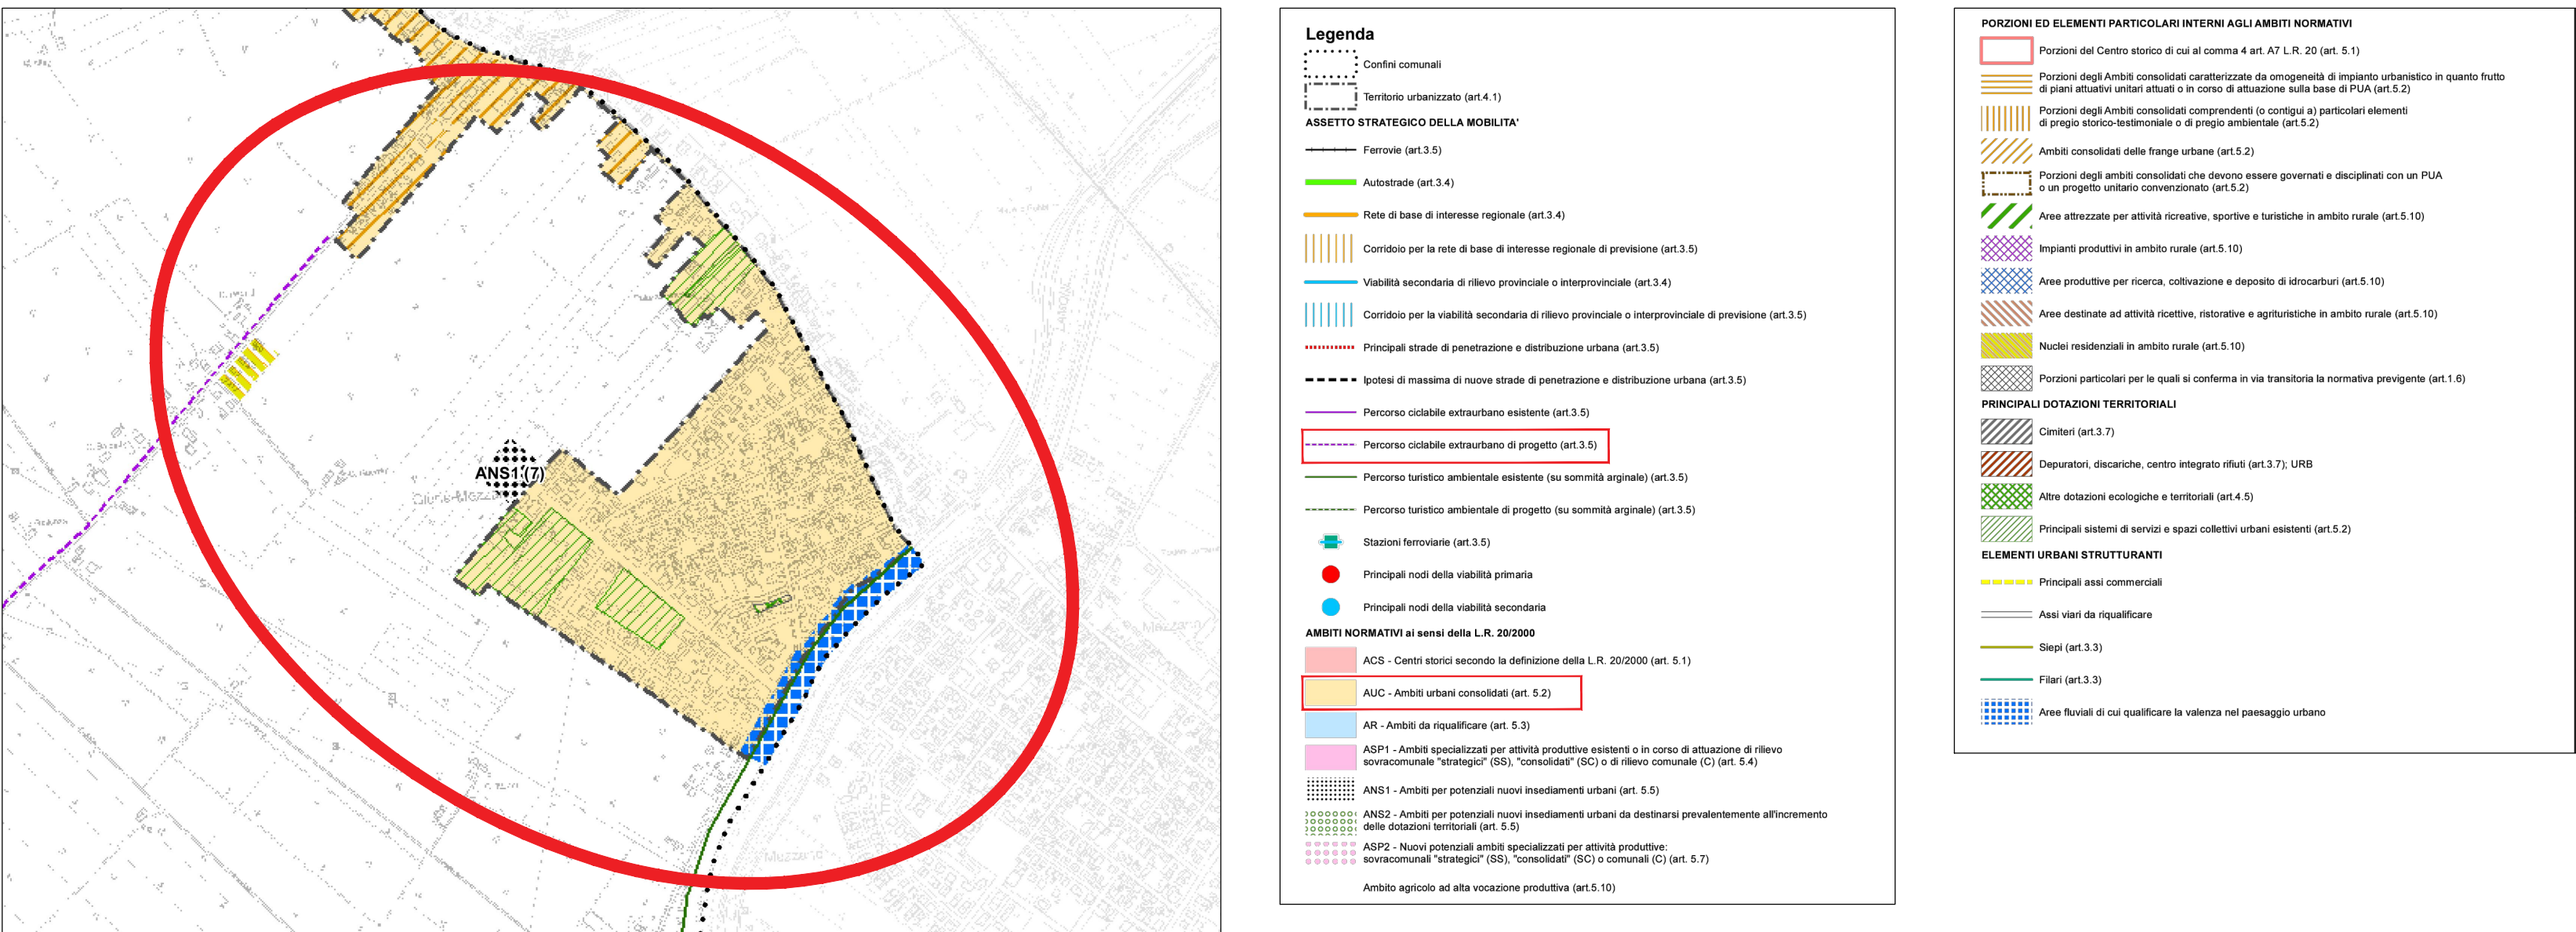 ANS1 (7)
Legenda
Confini comunali
Territorio urbanizzato (art.4.1)
ASSETTO STRATEGICO DELLA MOBILITA'
Ferrovie (art.3.5)
Autostrade (art.3.4)
Rete di base di interesse regionale (art.3.4)
Corridoio per la rete di base di interesse regionale di previsione (art.3.5)
Viabilità secondaria di rilievo provinciale o interprovinciale (art.3.4)
Corridoio per la viabilità secondaria di rilievo provinciale o interprovinciale di previsione (art.3.5)
Principali strade di penetrazione e distribuzione urbana (art.3.5)
Ipotesi di massima di nuove strade di penetrazione e distribuzione urbana (art.3.5)
Percorso ciclabile extraurbano esistente (art.3.5)
Percorso ciclabile extraurbano di progetto (art.3.5)
Percorso turistico ambientale esistente (su sommità arginale) (art.3.5)
Percorso turistico ambientale di progetto (su sommità arginale) (art.3.5)
Stazioni ferroviarie (art.3.5)
Principali nodi della viabilità primaria
Principali nodi della viabilità secondaria
AMBITI NORMATIVI ai sensi della L.R. 20/2000
ACS - Centri storici secondo la definizione della L.R. 20/2000 (art. 5.1)
AUC - Ambiti urbani consolidati (art. 5.2)
AR - Ambiti da riqualificare (art. 5.3)
ASP1 - Ambiti specializzati per attività produttive esistenti o in corso di attuazione di rilievo
sovracomunale "strategici" (SS), "consolidati" (SC) o di rilievo comunale (C) (art. 5.4)
ANS1 - Ambiti per potenziali nuovi insediamenti urbani (art. 5.5)
ANS2 - Ambiti per potenziali nuovi insediamenti urbani da destinarsi prevalentemente all'incremento
delle dotazioni territoriali (art. 5.5)
ASP2 - Nuovi potenziali ambiti specializzati per attività produttive:
sovracomunali "strategici" (SS), "consolidati" (SC) o comunali (C) (art. 5.7)
Ambito agricolo ad alta vocazione produttiva (art.5.10)
PORZIONI ED ELEMENTI PARTICOLARI INTERNI AGLI AMBITI NORMATIVI
Porzioni del Centro storico di cui al comma 4 art. A7 L.R. 20 (art. 5.1)
Porzioni degli Ambiti consolidati caratterizzate da omogeneità di impianto urbanistico in quanto frutto
di piani attuativi unitari attuati o in corso di attuazione sulla base di PUA (art.5.2)
Porzioni degli Ambiti consolidati comprendenti (o contigui a) particolari elementi
di pregio storico-testimoniale o di pregio ambientale (art.5.2)
Ambiti consolidati delle frange urbane (art.5.2)
Porzioni degli ambiti consolidati che devono essere governati e disciplinati con un PUA
o un progetto unitario convenzionato (art.5.2)
Aree attrezzate per attività ricreative, sportive e turistiche in ambito rurale (art.5.10)
Impianti produttivi in ambito rurale (art.5.10)
Aree produttive per ricerca, coltivazione e deposito di idrocarburi (art.5.10)
Aree destinate ad attività ricettive, ristorative e agrituristiche in ambito rurale (art.5.10)
Nuclei residenziali in ambito rurale (art.5.10)
Porzioni particolari per le quali si conferma in via transitoria la normativa previgente (art.1.6)
PRINCIPALI DOTAZIONI TERRITORIALI
Cimiteri (art.3.7)
Depuratori, discariche, centro integrato rifiuti (art.3.7); URB
Altre dotazioni ecologiche e territoriali (art.4.5)
Principali sistemi di servizi e spazi collettivi urbani esistenti (art.5.2)
ELEMENTI URBANI STRUTTURANTI
Principali assi commerciali
Assi viari da riqualificare
Siepi (art.3.3)
Filari (art.3.3)
Aree fluviali di cui qualificare la valenza nel paesaggio urbano